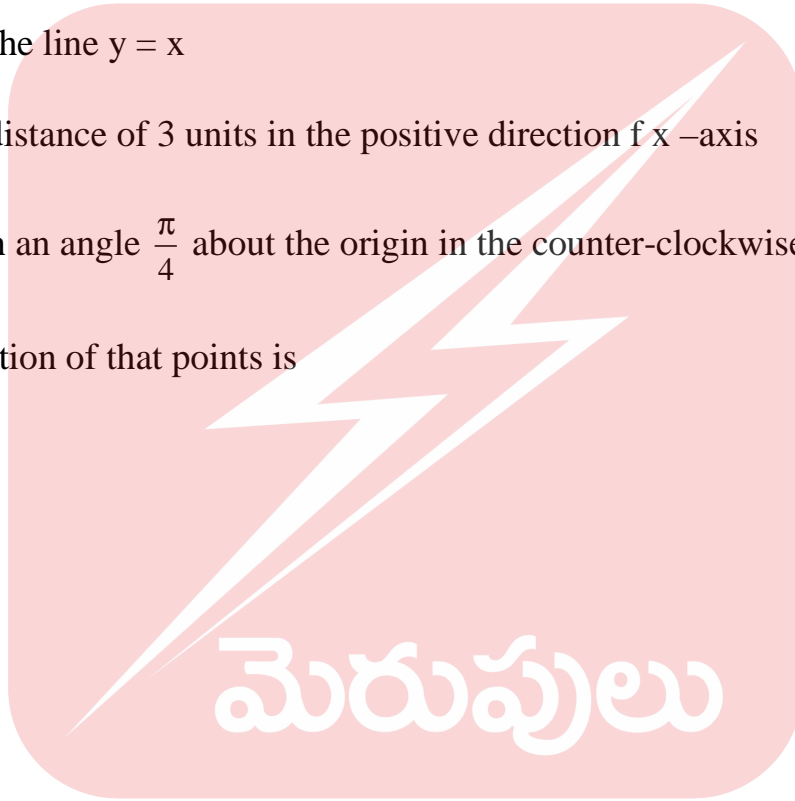 he line y = x
distance of 3 units in the positive direction f x –axis
n an angle π/4 about the origin in the counter-clockwise
tion of that points is
మెరుపులు